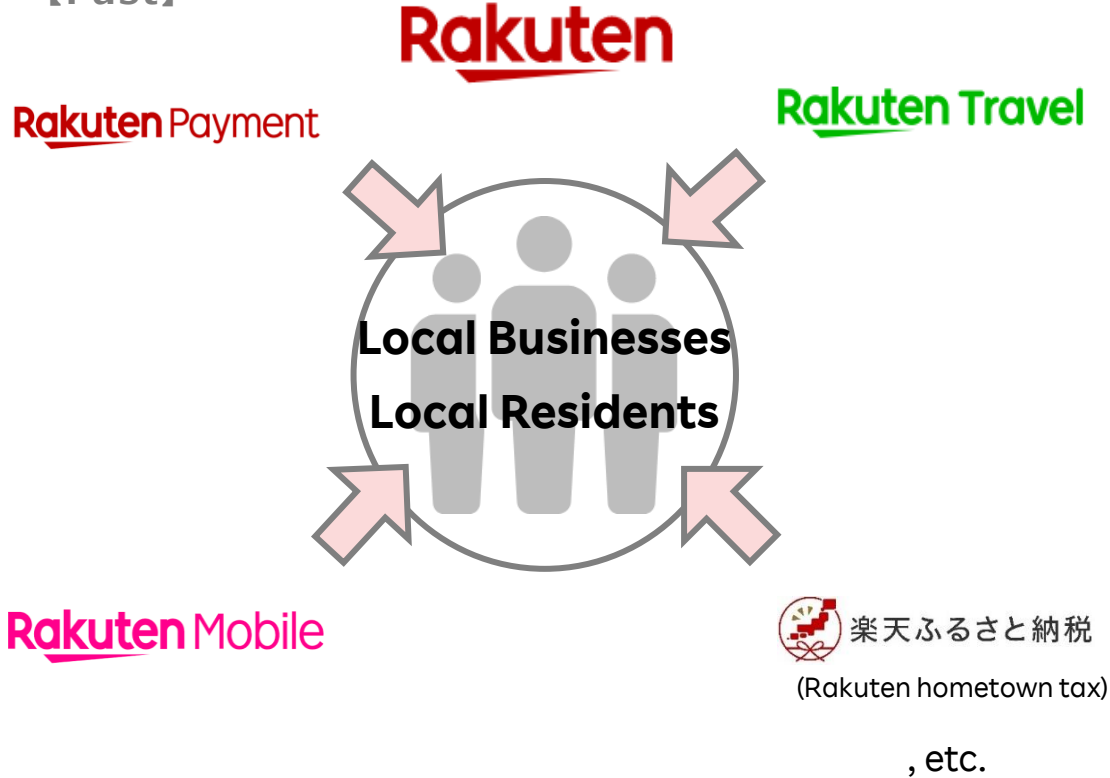 【Past】
Rakuten
Rakuten Payment
Rakuten Travel
Local Businesses
Local Residents
Rakuten Mobile
楽天ふるさと納税
(Rakuten hometown tax)
, etc.